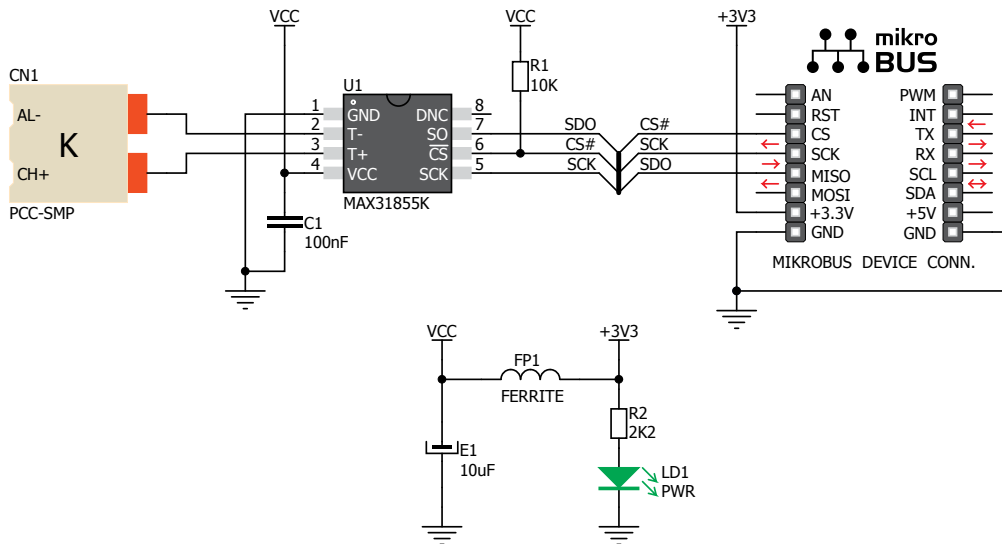 VCC
VCC
+3V3
mikro
BUS
CN1
AL-
K
CH+
PCC-SMP
U1
1 GND DNC 8
2 T- SO 7
3 T+ CS 6
4 VCC SCK 5
MAX31855K
C1
100nF
R1
10K
SDO CS#
CS# SCK
SCK SDO
AN PWM
RST INT
CS TX
SCK RX
MISO SCL
MOSI SDA
+3.3V +5V
GND GND
MIKROBUS DEVICE CONN.
VCC
+3V3
FP1
FERRITE
E1
10uF
R2
2K2
LD1
PWR